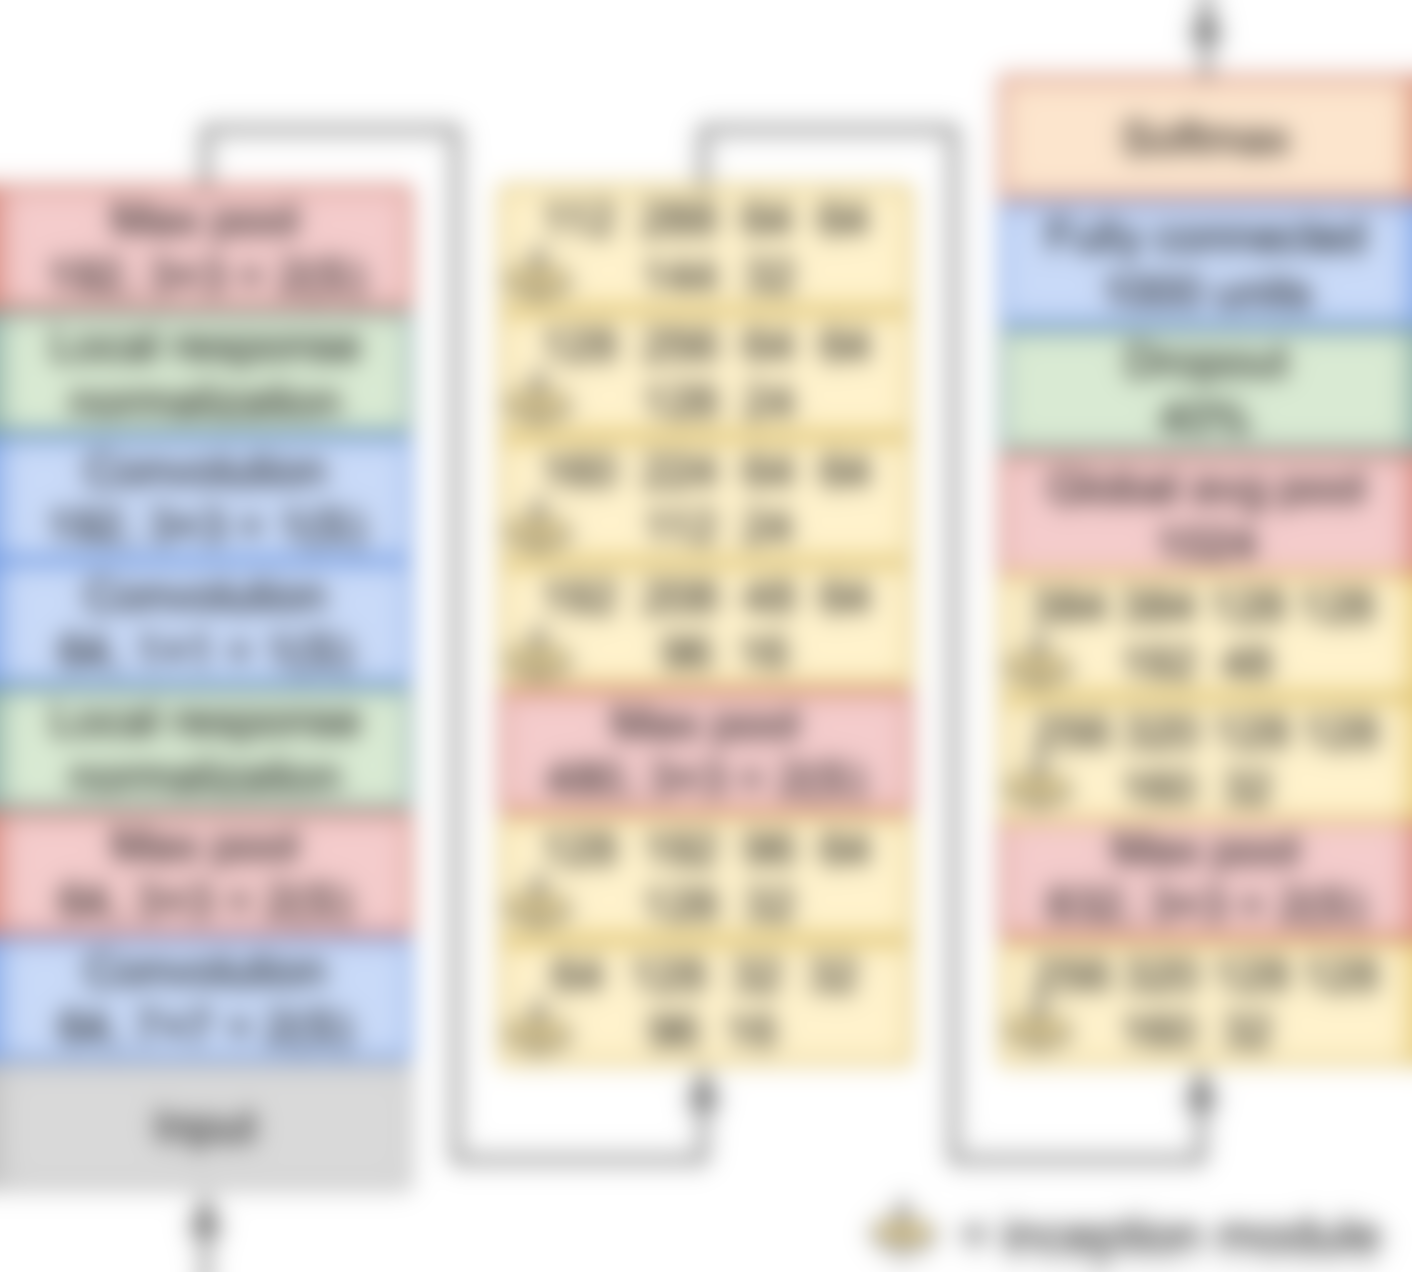 Max pool
192, 3×3 + 2(S)
Local response
normalization
Convolution
192, 3×3 + 1(S)
Convolution
64, 1×1 + 1(S)
Local response
normalization
Max pool
64, 3×3 + 2(S)
Convolution
64, 7×7 + 2(S)
Input
112 288 64 64
144 32
128 256 64 64
128 24
160 224 64 64
112 24
192 208 48 64
96 16
Max pool
480, 3×3 + 2(S)
128 192 96 64
128 32
64 128 32 32
96 16
Softmax
Fully connected
1000 units
Dropout
40%
Global avg pool
1024
384 384 128 128
192 48
256 320 128 128
160 32
Max pool
832, 3×3 + 2(S)
256 320 128 128
160 32
= inception module